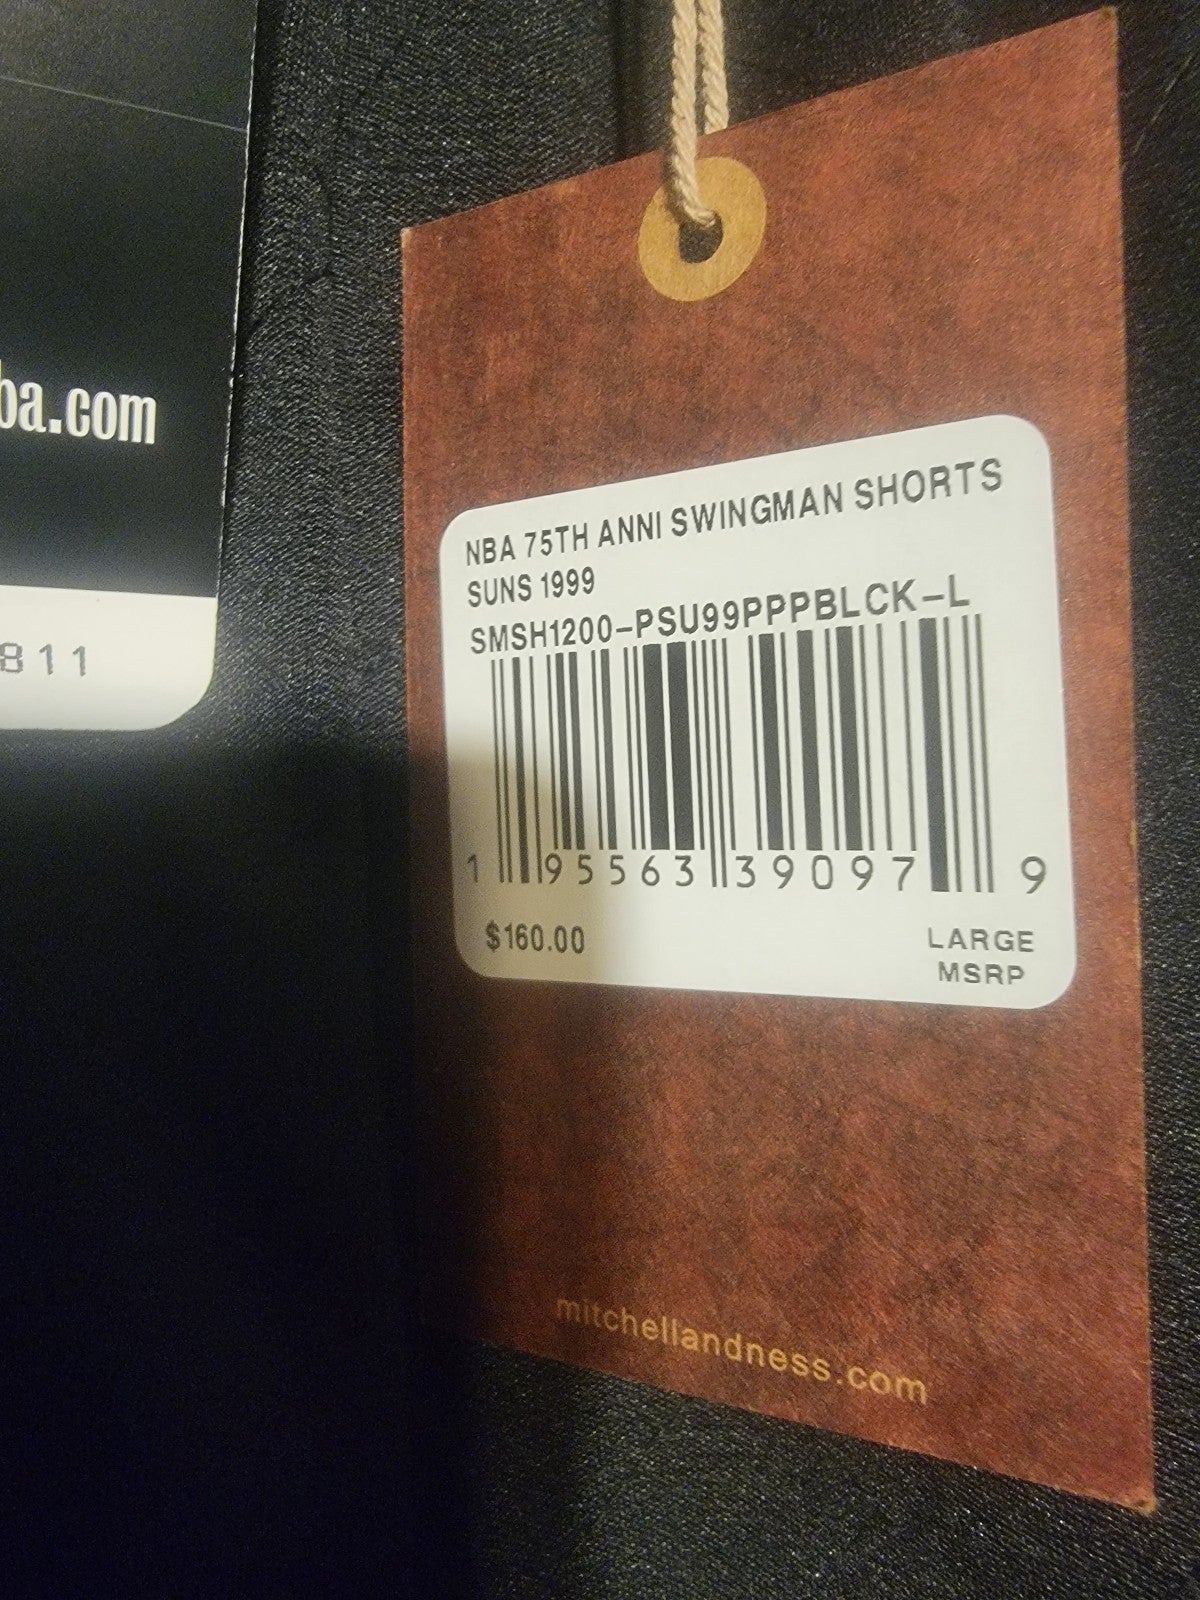 ba.com
811
NBA 75TH ANNI SWINGMAN SHORTS
SUNS 1999
SMSH1200-PSU99PPPBLCK-L
1 95563 39097 9
$160.00 LARGE
MSRP
mitchellandness.com